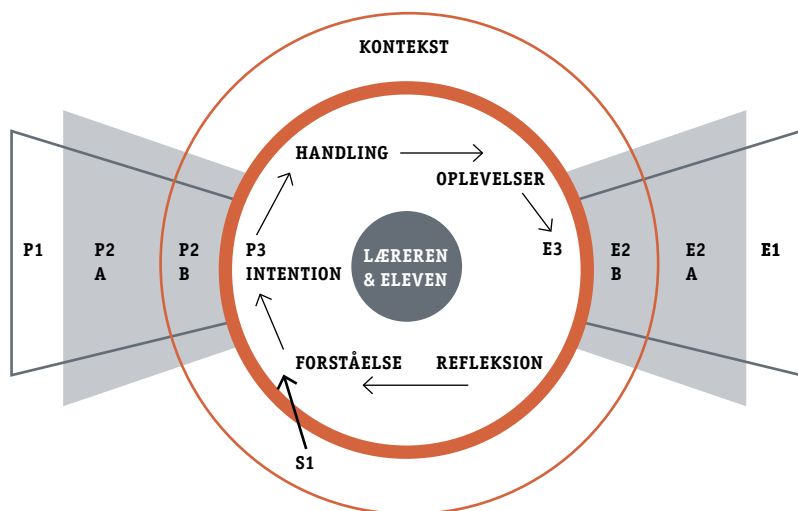 KONTEKST
HANDLING
OPLEVELSER
P1
P2
A
P2
B
P3
INTENTION
LÆREREN
& ELEVEN
E3
E2
B
E2
A
E1
FORSTÅELSE
REFLEKSION
S1